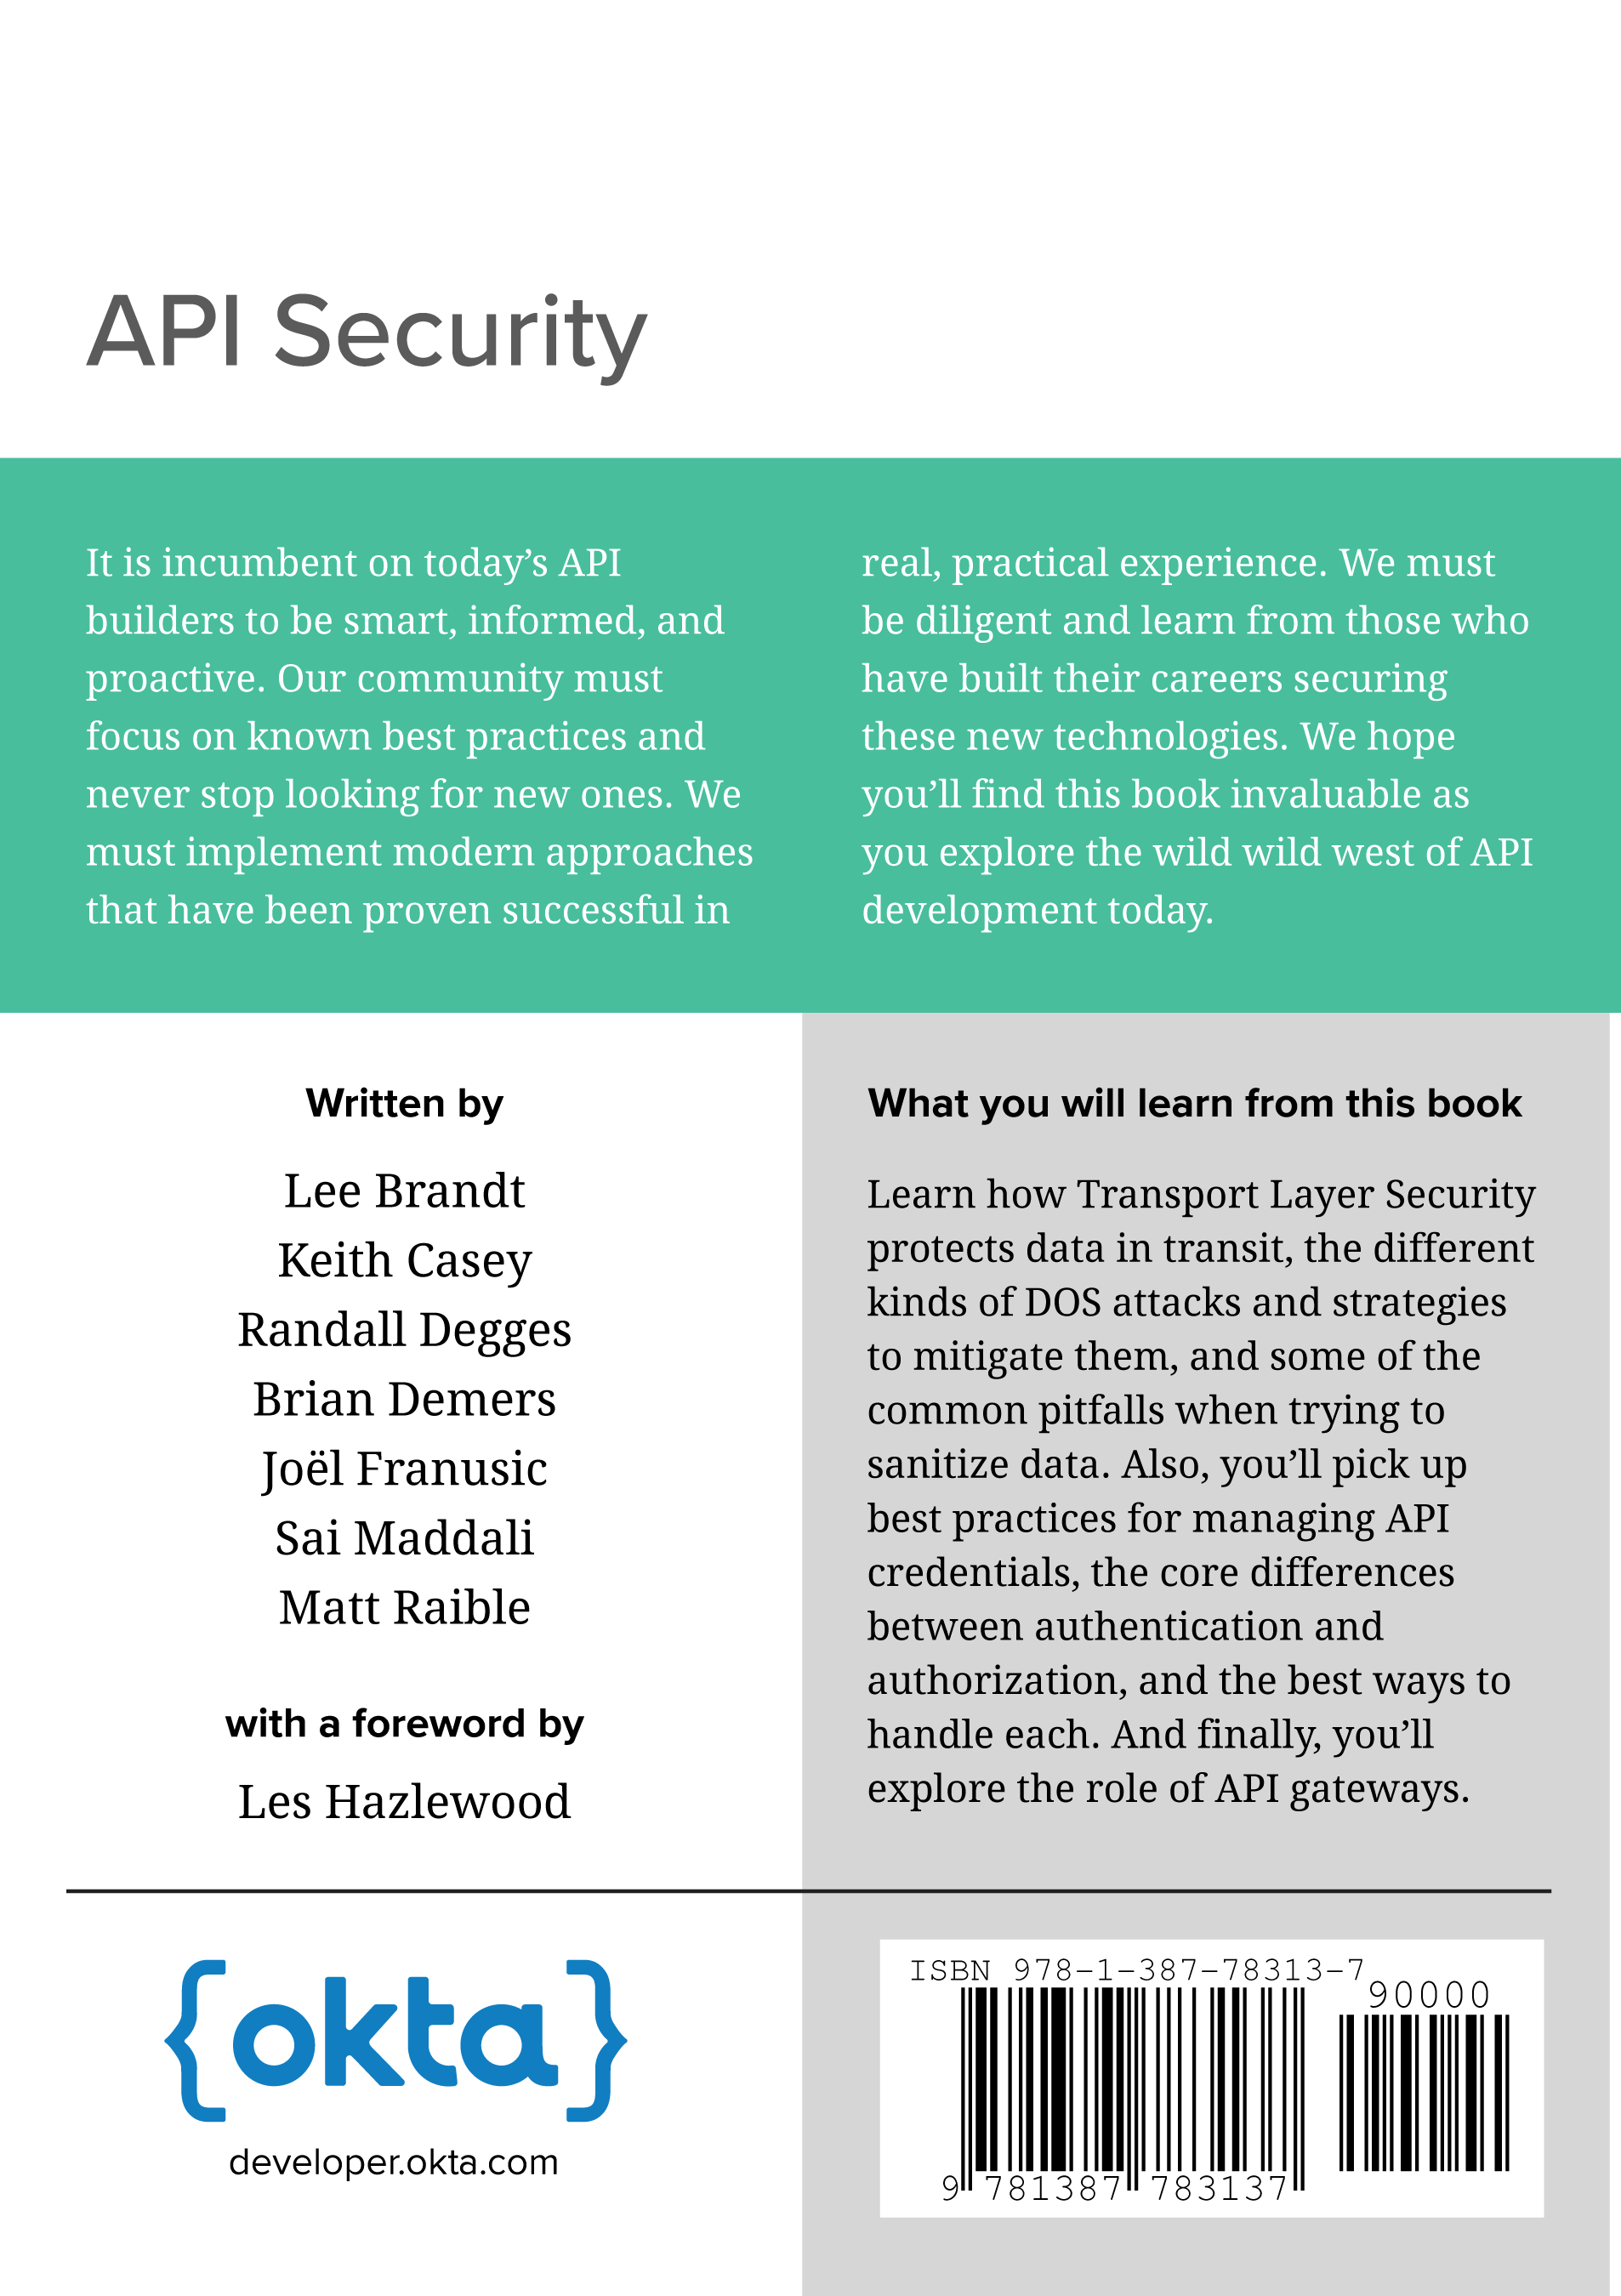 API Security
It is incumbent on today’s API
builders to be smart, informed, and
proactive. Our community must
focus on known best practices and
never stop looking for new ones. We
must implement modern approaches
that have been proven successful in
real, practical experience. We must
be diligent and learn from those who
have built their careers securing
these new technologies. We hope
you’ll find this book invaluable as
you explore the wild wild west of API
development today.
Written by
Lee Brandt
Keith Casey
Randall Degges
Brian Demers
Joël Franusic
Sai Maddali
Matt Raible
with a foreword by
Les Hazlewood
What you will learn from this book
Learn how Transport Layer Security
protects data in transit, the different
kinds of DOS attacks and strategies
to mitigate them, and some of the
common pitfalls when trying to
sanitize data. Also, you’ll pick up
best practices for managing API
credentials, the core differences
between authentication and
authorization, and the best ways to
handle each. And finally, you’ll
explore the role of API gateways.
{okta}
developer.okta.com
ISBN 978-1-387-78313-7
90000
9 781387 783137